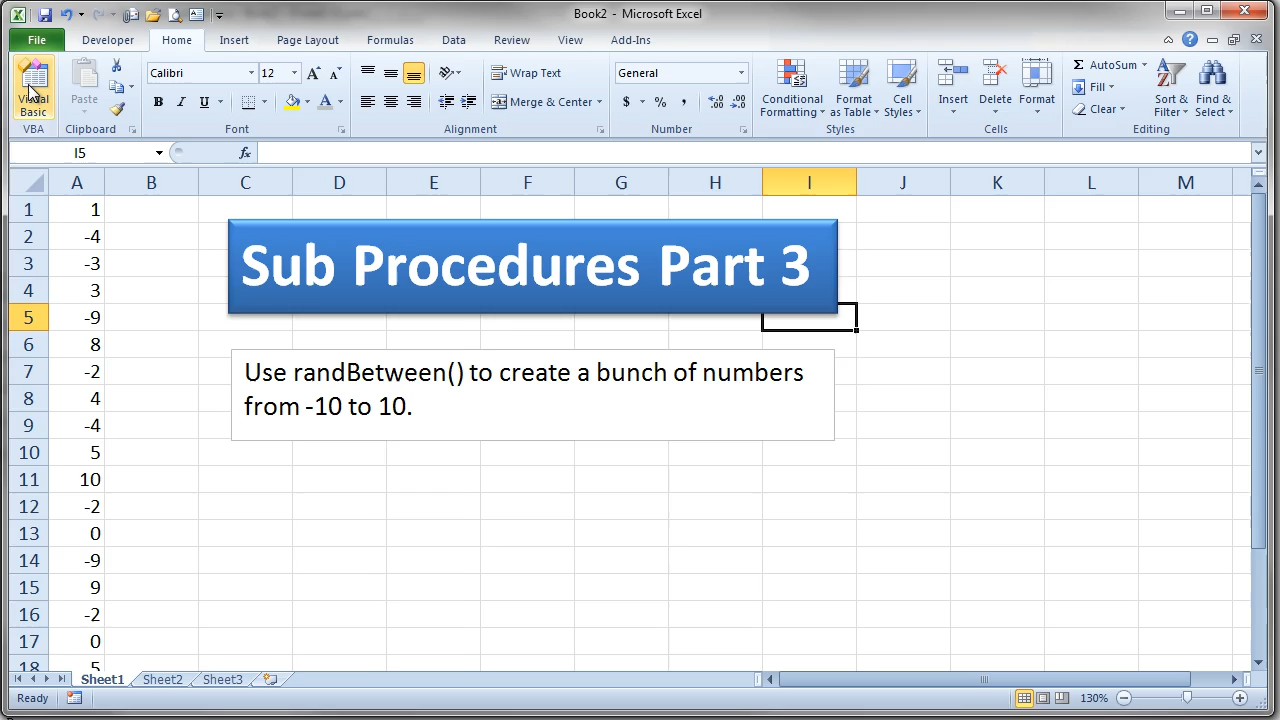 Book2 - Microsoft Excel
File Developer Home Insert Page Layout Formulas Data Review View Add-Ins
Visual Basic
VBA
Paste
Clipboard
Calibri 12
B I U A
Font
Wrap Text
Merge & Center
Alignment
General
$ % ,
Number
Conditional Formatting
Format as Table
Cell Styles
Styles
Insert Delete Format
Cells
Σ AutoSum
Fill
Clear
Sort & Filter
Find & Select
Editing
I5 fx
A B C D E F G H I J K L M
1 1
2 -4
3 -3
4 3
5 -9
6 8
7 -2
8 4
9 -4
10 5
11 10
12 -2
13 0
14 -9
15 9
16 -2
17 0
18 5
Sub Procedures Part 3
Use randBetween() to create a bunch of numbers
from -10 to 10.
Sheet1 Sheet2 Sheet3
Ready 130%